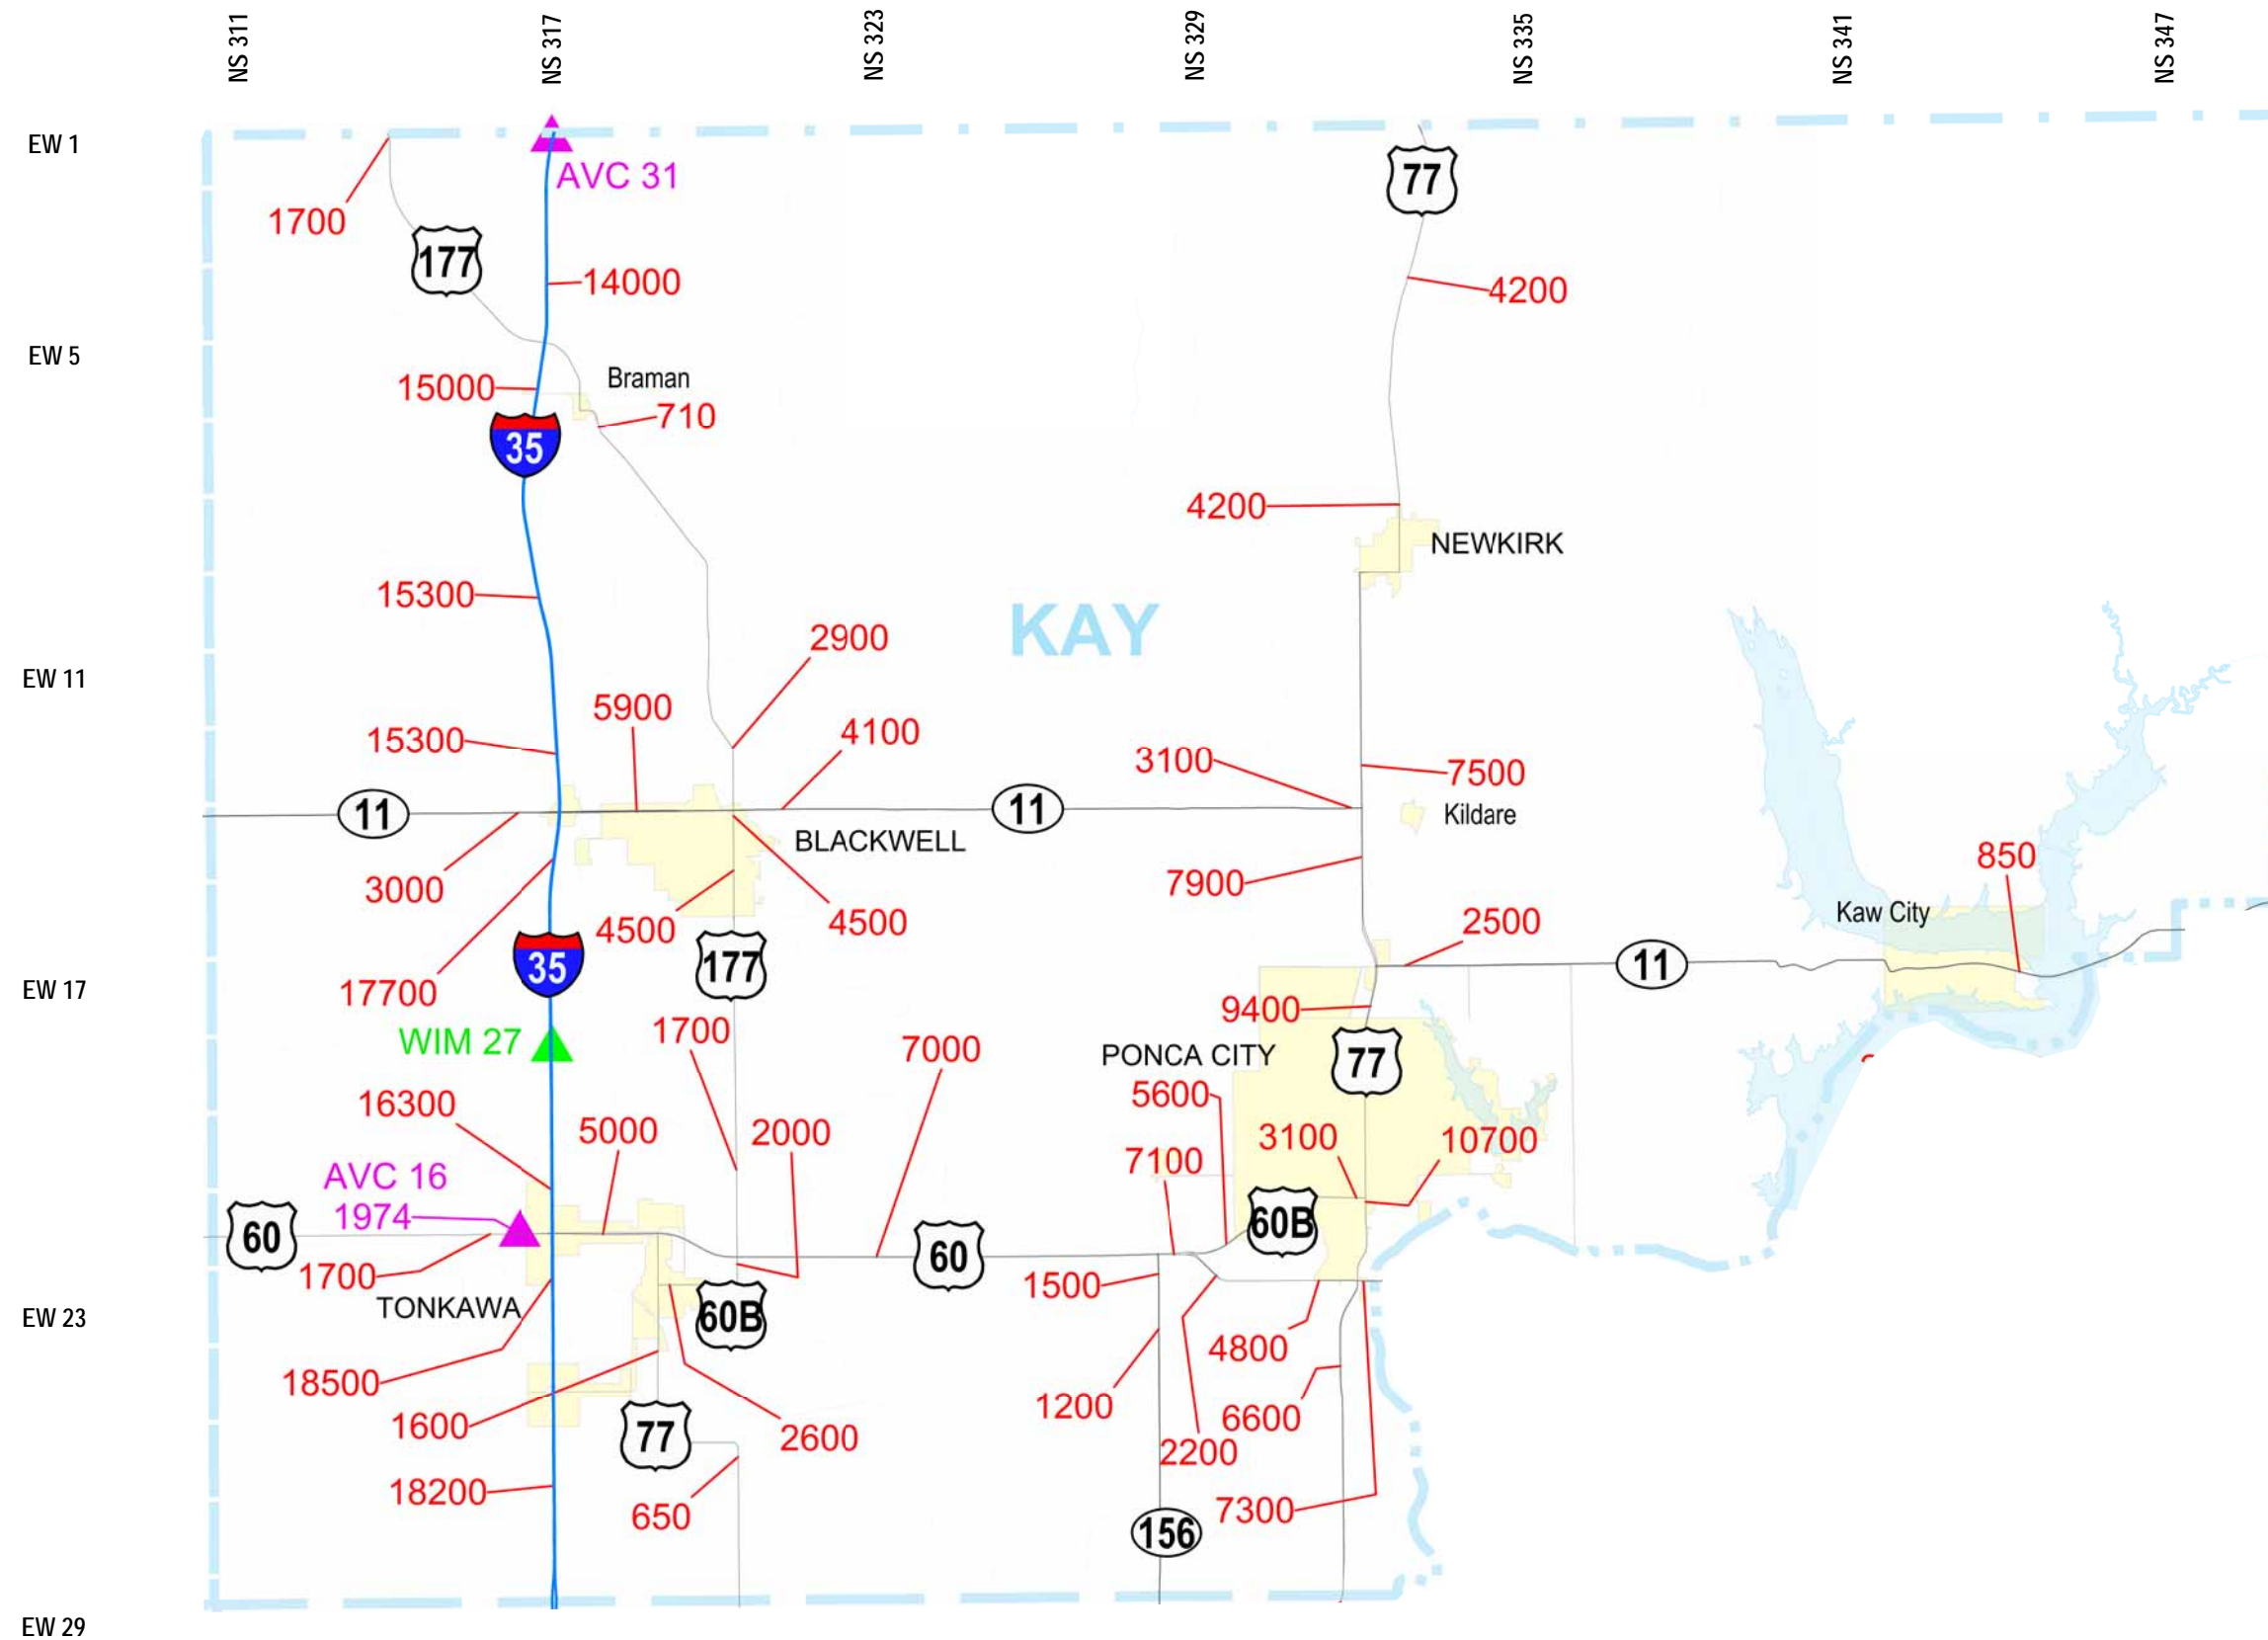 NS 311
NS 317
NS 323
NS 329
NS 335
NS 341
NS 347
EW 1
AVC 31
77
1700
177
14000
4200
EW 5
Braman
15000
710
35
4200
NEWKIRK
15300
KAY
2900
EW 11
5900
4100
15300
3100
7500
11
11
Kildare
BLACKWELL
850
3000
7900
Kaw City
4500
4500
2500
35
177
11
17700
EW 17
9400
WIM 27
1700
7000
PONCA CITY
77
5600
16300
5000
2000
3100
10700
7100
AVC 16
1974
60
60B
60
1700
1500
TONKAWA
60B
EW 23
4800
18500
1200
6600
1600
77
2600
2200
18200
650
7300
156
EW 29